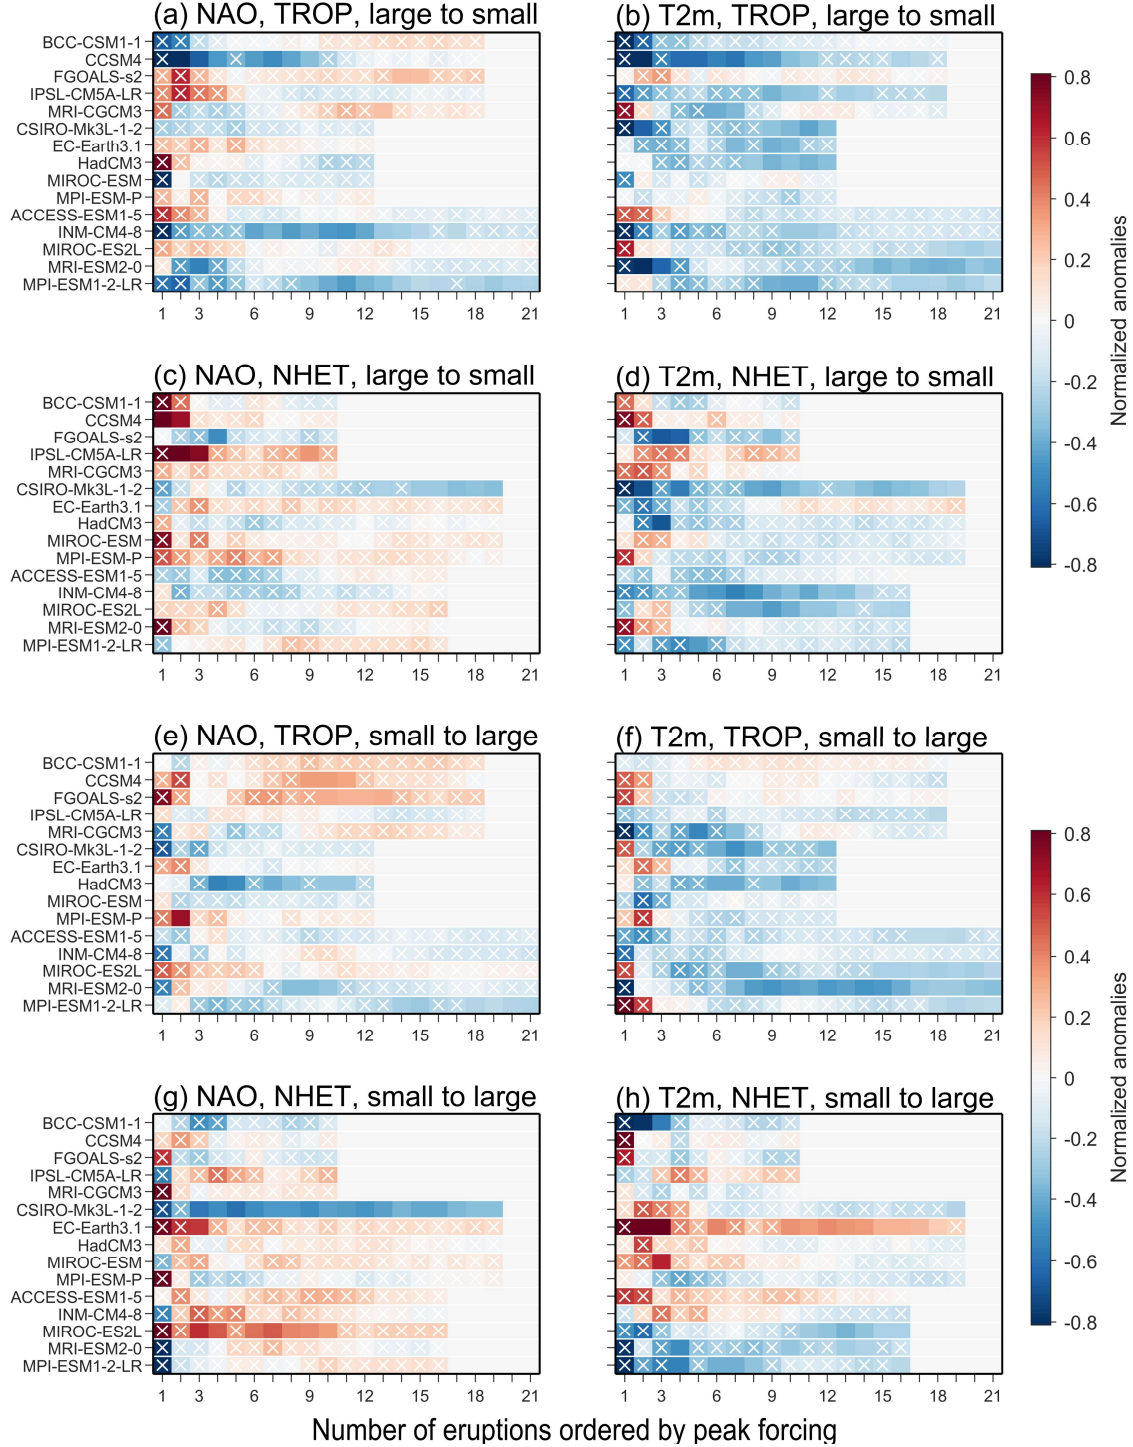 (a) NAO, TROP, large to small
(b) T2m, TROP, large to small
BCC-CSM1-1
CCSM4
FGOALS-s2
IPSL-CM5A-LR
MRI-CGCM3
CSIRO-Mk3L-1-2
EC-Earth3.1
HadCM3
MIROC-ESM
MPI-ESM-P
ACCESS-ESM1-5
INM-CM4-8
MIROC-ES2L
MRI-ESM2-0
MPI-ESM1-2-LR
1 3 6 9 12 15 18 21
1 3 6 9 12 15 18 21
(c) NAO, NHET, large to small
(d) T2m, NHET, large to small
BCC-CSM1-1
CCSM4
FGOALS-s2
IPSL-CM5A-LR
MRI-CGCM3
CSIRO-Mk3L-1-2
EC-Earth3.1
HadCM3
MIROC-ESM
MPI-ESM-P
ACCESS-ESM1-5
INM-CM4-8
MIROC-ES2L
MRI-ESM2-0
MPI-ESM1-2-LR
1 3 6 9 12 15 18 21
1 3 6 9 12 15 18 21
0.8
0.6
0.4
0.2
0
-0.2
-0.4
-0.6
-0.8
Normalized anomalies
(e) NAO, TROP, small to large
(f) T2m, TROP, small to large
BCC-CSM1-1
CCSM4
FGOALS-s2
IPSL-CM5A-LR
MRI-CGCM3
CSIRO-Mk3L-1-2
EC-Earth3.1
HadCM3
MIROC-ESM
MPI-ESM-P
ACCESS-ESM1-5
INM-CM4-8
MIROC-ES2L
MRI-ESM2-0
MPI-ESM1-2-LR
1 3 6 9 12 15 18 21
1 3 6 9 12 15 18 21
(g) NAO, NHET, small to large
(h) T2m, NHET, small to large
BCC-CSM1-1
CCSM4
FGOALS-s2
IPSL-CM5A-LR
MRI-CGCM3
CSIRO-Mk3L-1-2
EC-Earth3.1
HadCM3
MIROC-ESM
MPI-ESM-P
ACCESS-ESM1-5
INM-CM4-8
MIROC-ES2L
MRI-ESM2-0
MPI-ESM1-2-LR
1 3 6 9 12 15 18 21
1 3 6 9 12 15 18 21
0.8
0.6
0.4
0.2
0
-0.2
-0.4
-0.6
-0.8
Normalized anomalies
Number of eruptions ordered by peak forcing